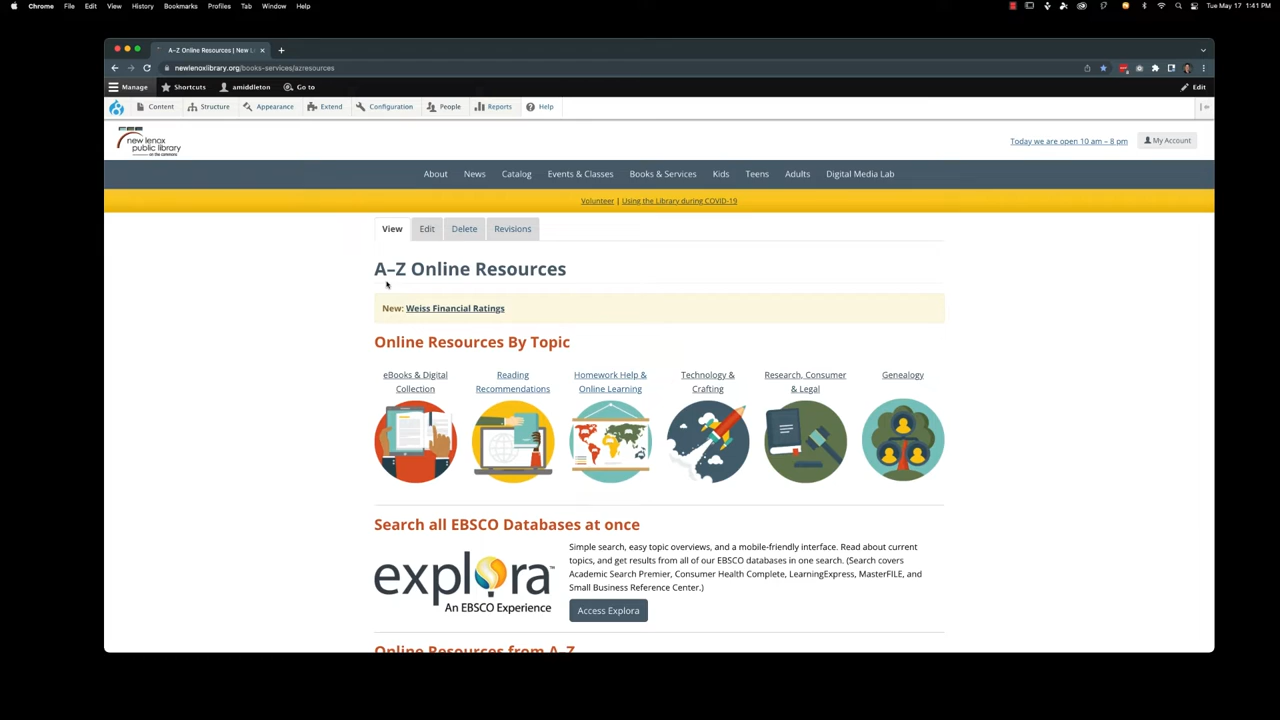 Chrome File Edit View History Bookmarks Profiles Tab Window Help Tue May 17 1:41 PM
A–Z Online Resources | New L
newlenoxlibrary.org/books-services/azresources
Manage Shortcuts amiddleton Go to Edit
Content Structure Appearance Extend Configuration People Reports Help
new lenox
public library
on the commons
Today we are open 10 am – 8 pm My Account
About News Catalog Events & Classes Books & Services Kids Teens Adults Digital Media Lab
Volunteer | Using the Library during COVID-19
View Edit Delete Revisions
A–Z Online Resources
New: Weiss Financial Ratings
Online Resources By Topic
eBooks & Digital
Collection
Reading
Recommendations
Homework Help &
Online Learning
Technology &
Crafting
Research, Consumer
& Legal
Genealogy
Search all EBSCO Databases at once
explora
An EBSCO Experience
Simple search, easy topic overviews, and a mobile-friendly interface. Read about current
topics, and get results from all of our EBSCO databases in one search. (Search covers
Academic Search Premier, Consumer Health Complete, LearningExpress, MasterFILE, and
Small Business Reference Center.)
Access Explora
Online Resources from A–Z